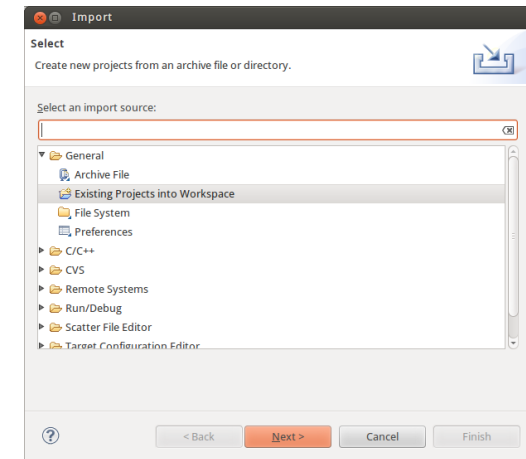 Import
Select
Create new projects from an archive file or directory.
Select an import source:
General
Archive File
Existing Projects into Workspace
File System
Preferences
C/C++
CVS
Remote Systems
Run/Debug
Scatter File Editor
Target Configuration Editor
? < Back Next > Cancel Finish